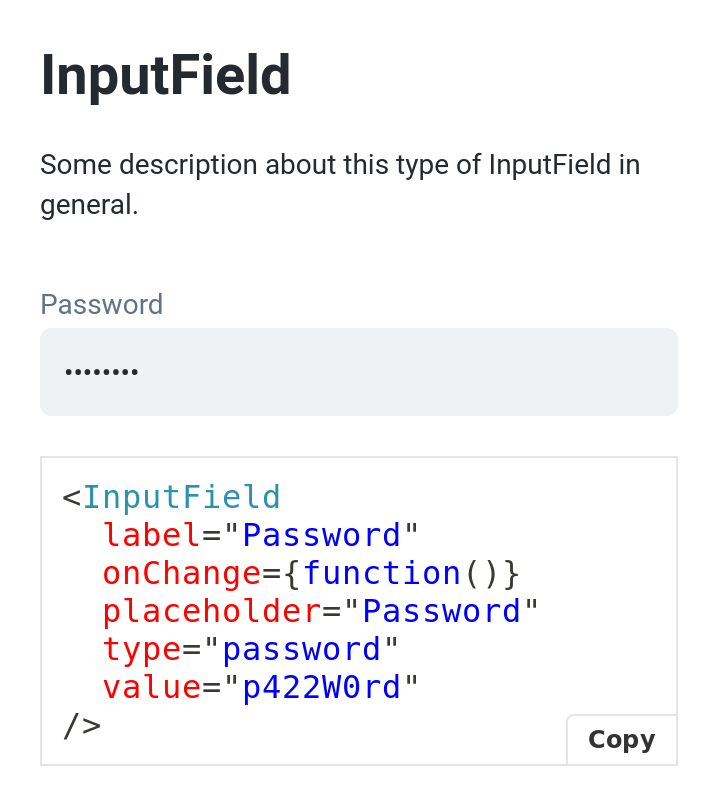 InputField
Some description about this type of InputField in
general.
Password
••••••••
<InputField
  label="Password"
  onChange={function()}
  placeholder="Password"
  type="password"
  value="p422W0rd"
/>
Copy